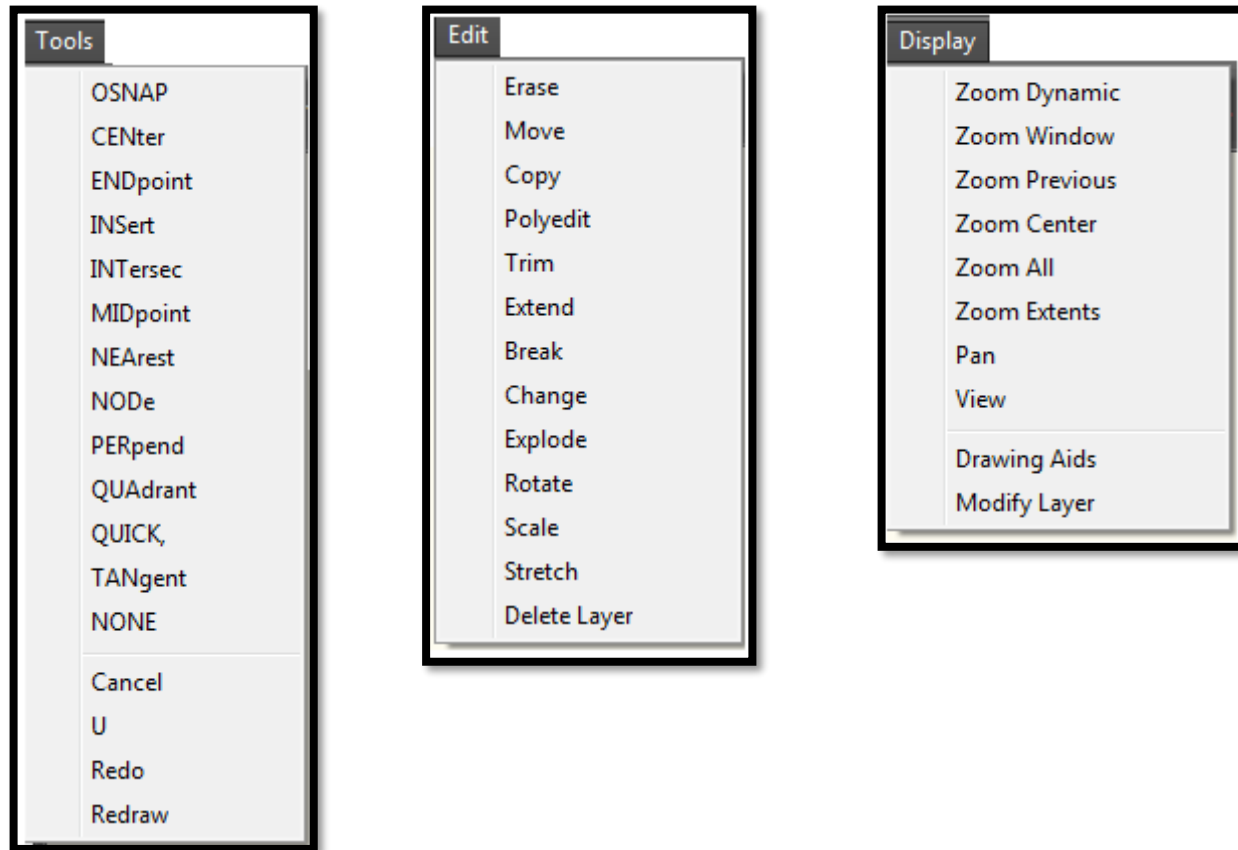 Tools
OSNAP
CENter
ENDpoint
INSert
INTersec
MIDpoint
NEArest
NODe
PERpend
QUAdrant
QUICK,
TANgent
NONE
Cancel
U
Redo
Redraw
Edit
Erase
Move
Copy
Polyedit
Trim
Extend
Break
Change
Explode
Rotate
Scale
Stretch
Delete Layer
Display
Zoom Dynamic
Zoom Window
Zoom Previous
Zoom Center
Zoom All
Zoom Extents
Pan
View
Drawing Aids
Modify Layer